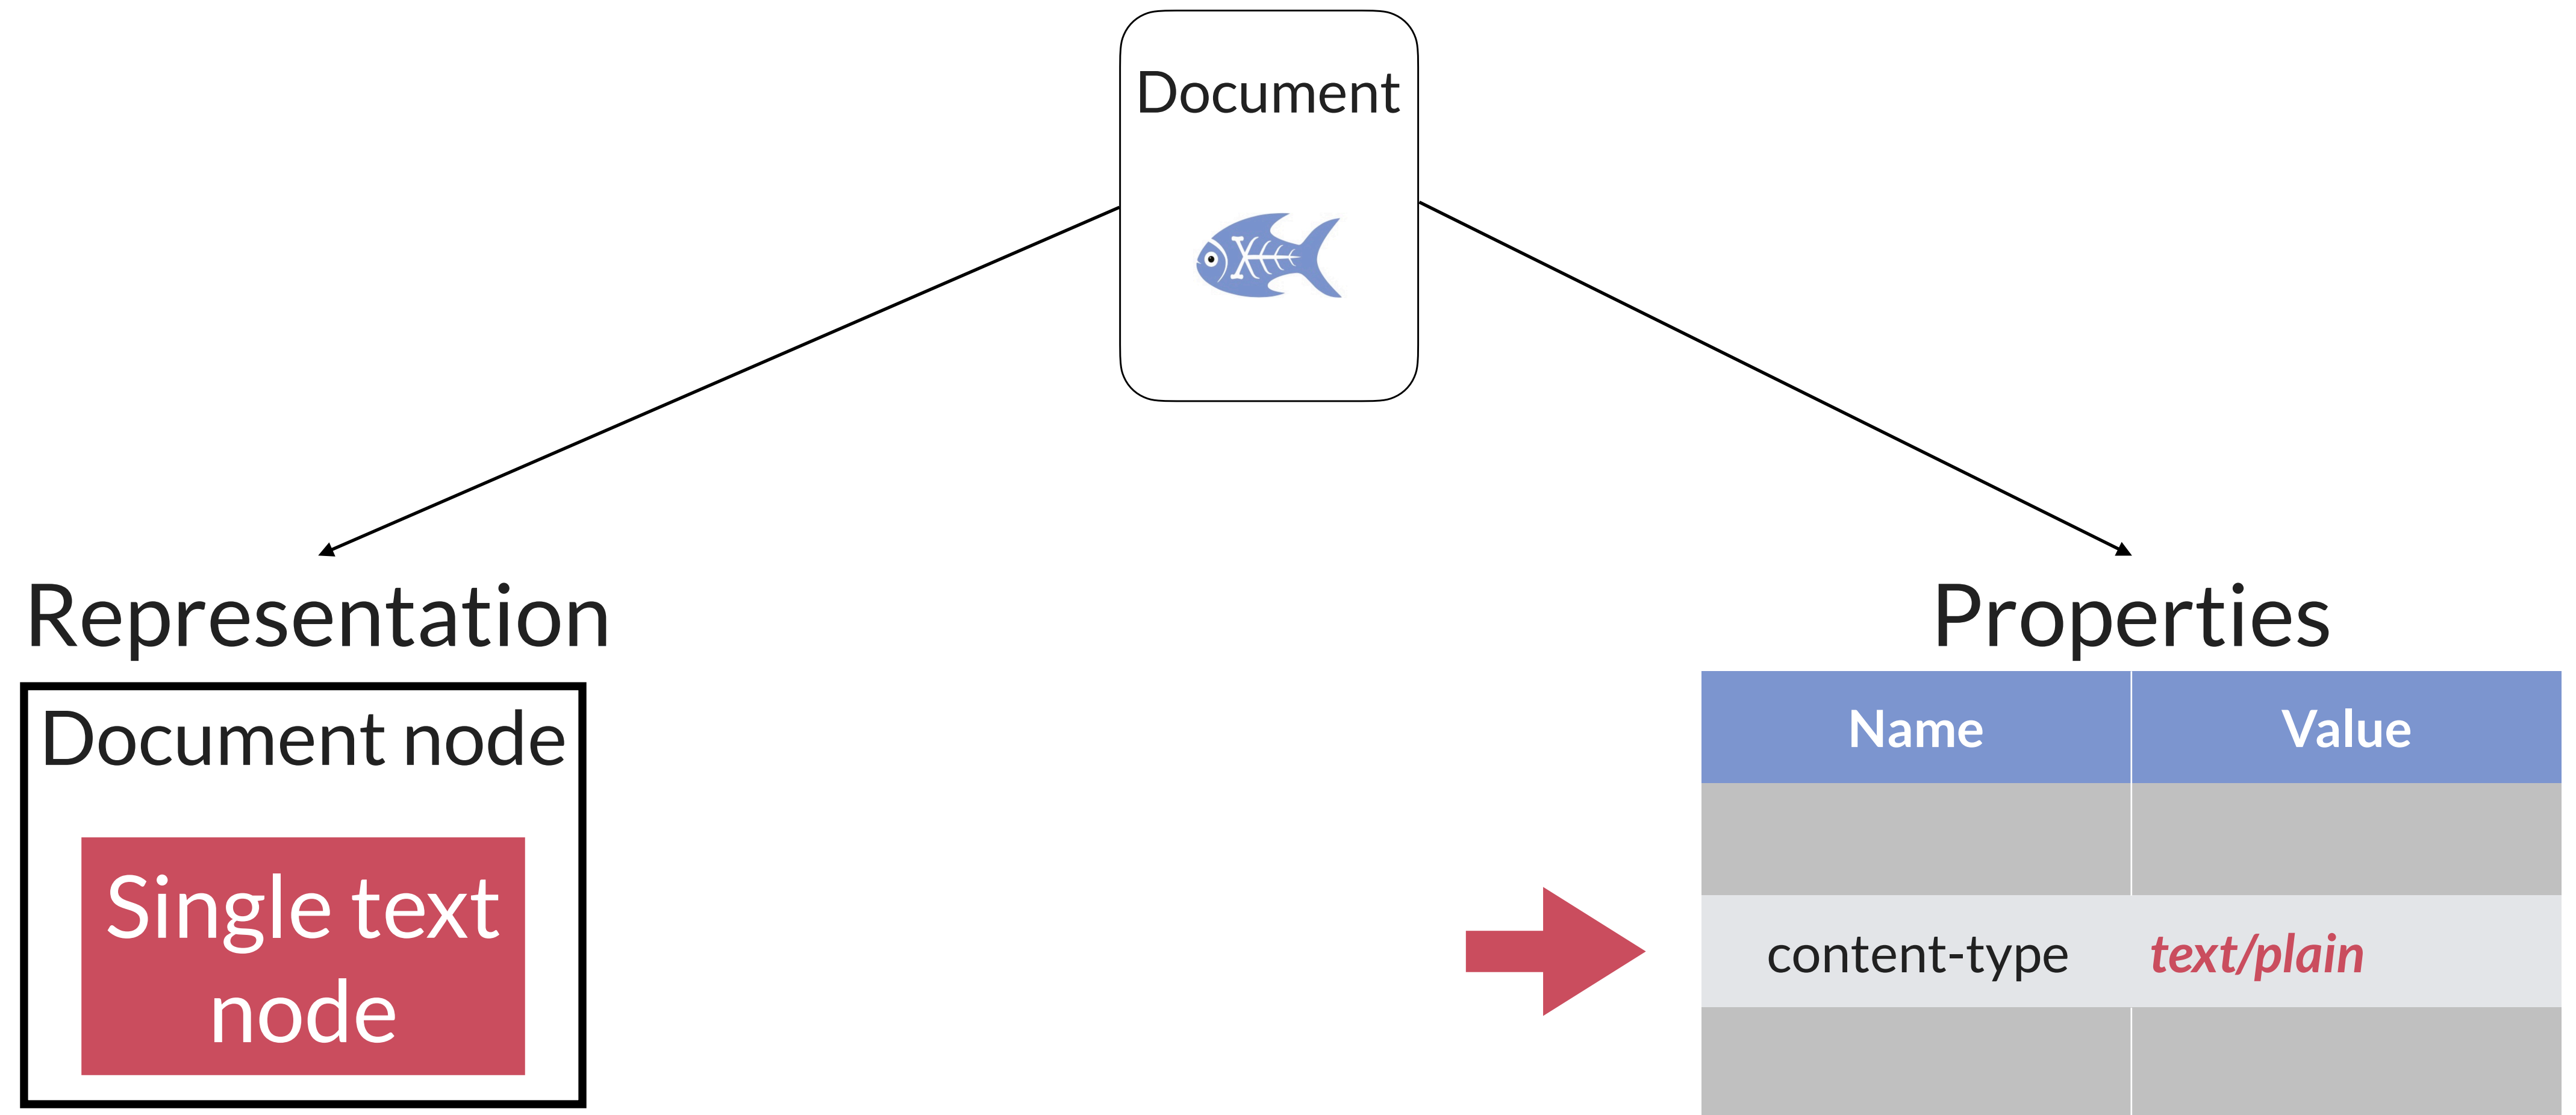 Document
Representation
Properties
Document node
Single text
node
Name Value
content-type text/plain